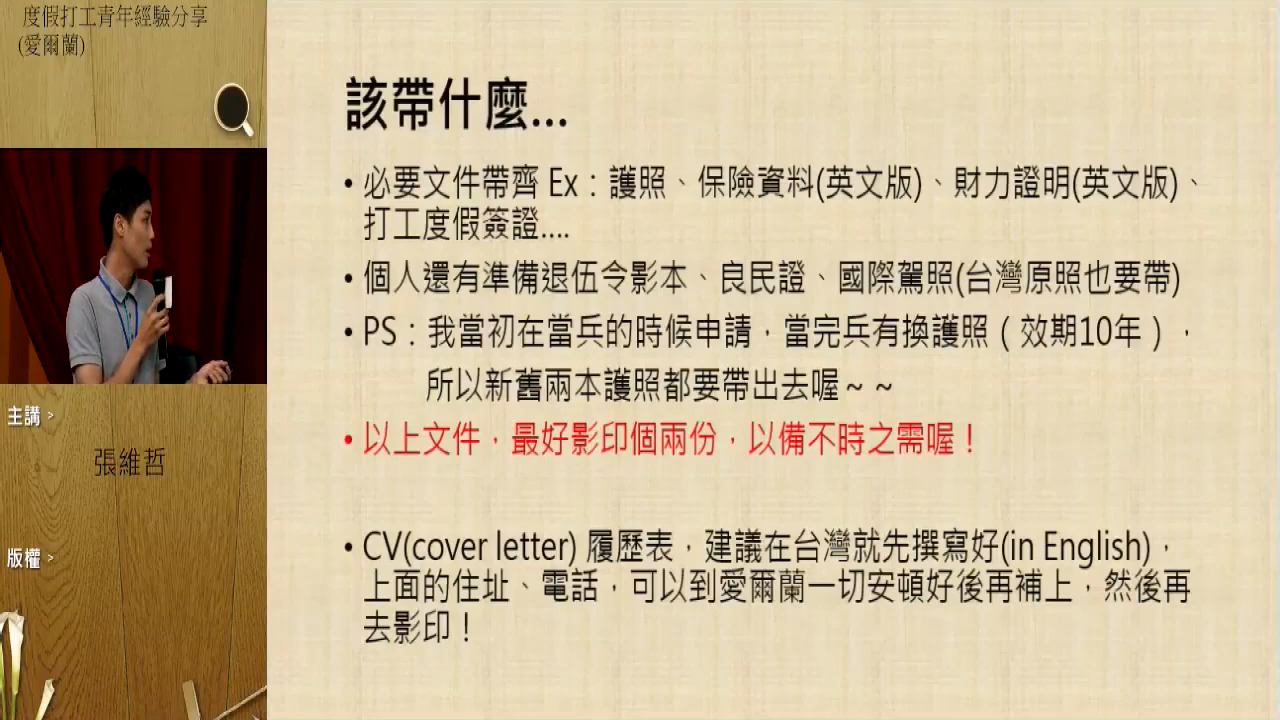 度假打工青年經驗分享
(愛爾蘭)
主講 >
張維哲
版權 >
該帶什麼...
• 必要文件帶齊 Ex：護照、保險資料(英文版)、財力證明(英文版)、
打工度假簽證....
• 個人還有準備退伍令影本、良民證、國際駕照(台灣原照也要帶)
• PS：我當初在當兵的時候申請，當完兵有換護照（效期10年），
所以新舊兩本護照都要帶出去喔～～
• 以上文件，最好影印個兩份，以備不時之需喔！
• CV(cover letter) 履歷表，建議在台灣就先撰寫好(in English)，
上面的住址、電話，可以到愛爾蘭一切安頓好後再補上，然後再
去影印！